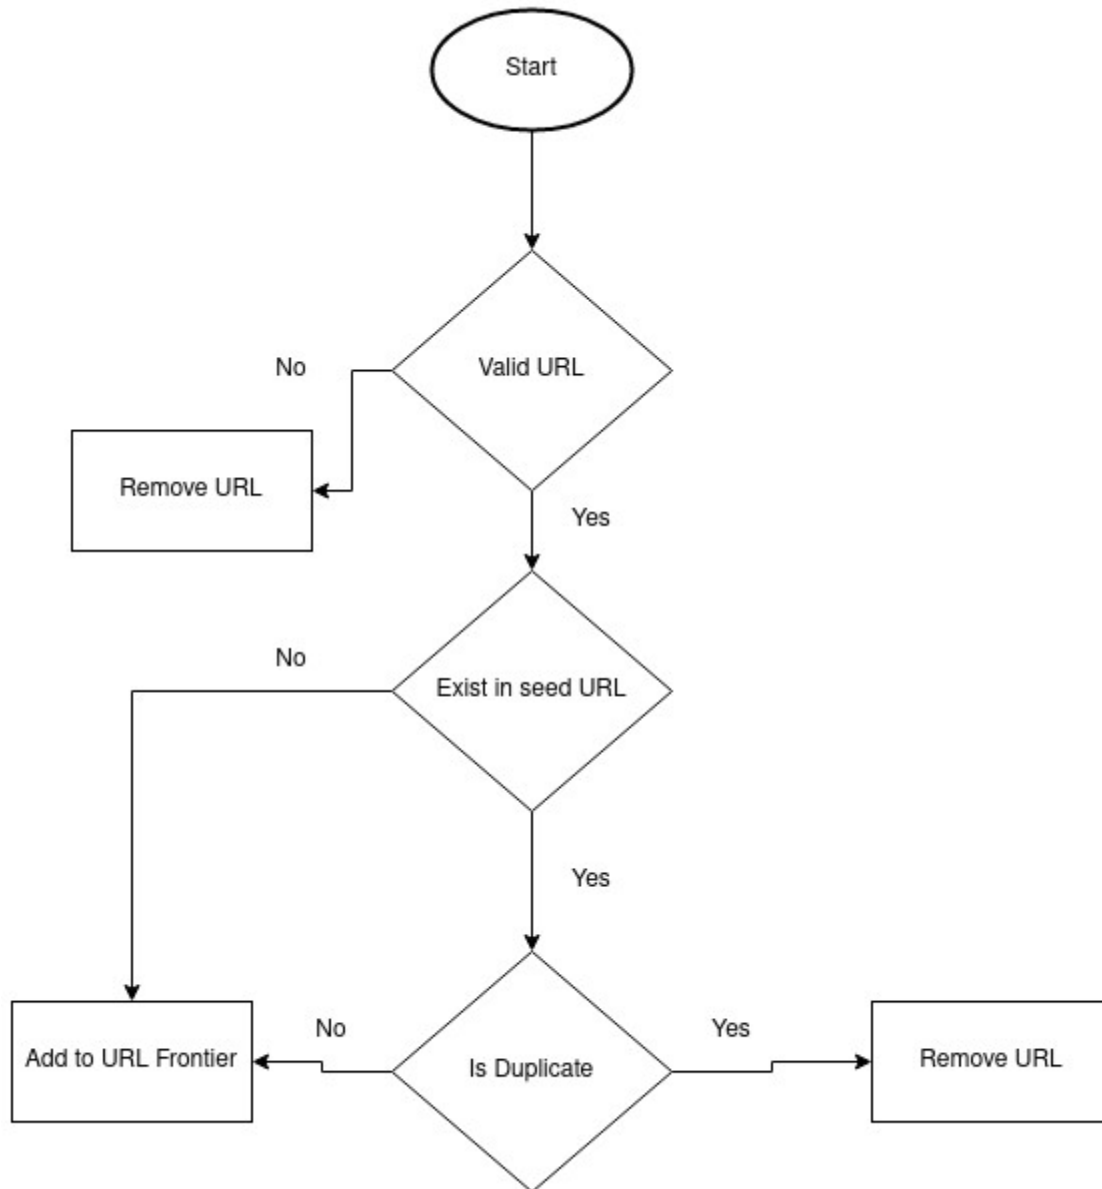 Start
Valid URL
No
Remove URL
Yes
No
Exist in seed URL
Yes
No
Yes
Add to URL Frontier
Is Duplicate
Remove URL